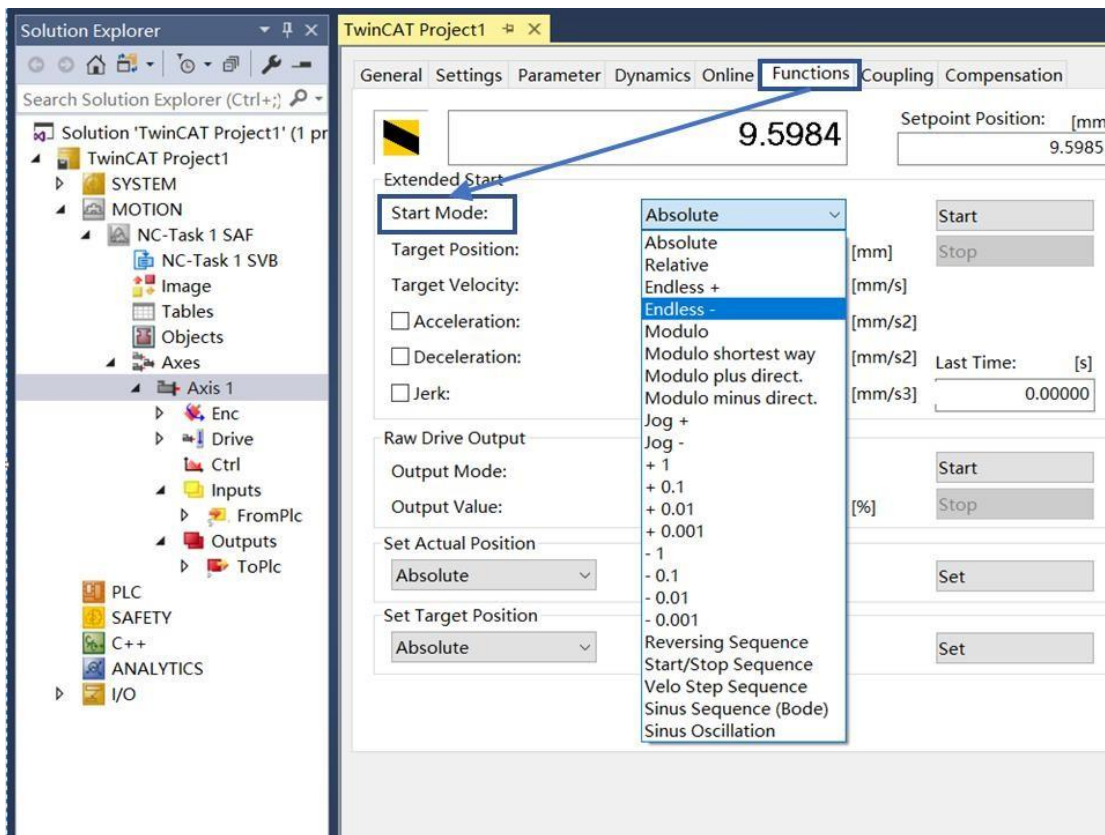 Solution Explorer
Search Solution Explorer (Ctrl+;)
Solution 'TwinCAT Project1' (1 pr
TwinCAT Project1
SYSTEM
MOTION
NC-Task 1 SAF
NC-Task 1 SVB
Image
Tables
Objects
Axes
Axis 1
Enc
Drive
Ctrl
Inputs
FromPlc
Outputs
ToPlc
PLC
SAFETY
C++
ANALYTICS
I/O
TwinCAT Project1
General Settings Parameter Dynamics Online Functions Coupling Compensation
9.5984
Setpoint Position: [mm
9.5985
Extended Start
Start Mode: Absolute Start
Target Position: [mm] Stop
Target Velocity: [mm/s]
Acceleration: [mm/s2]
Deceleration: [mm/s2] Last Time: [s]
Jerk: [mm/s3] 0.00000
Absolute
Relative
Endless +
Endless -
Modulo
Modulo shortest way
Modulo plus direct.
Modulo minus direct.
Jog +
Jog -
+ 1
+ 0.1
+ 0.01
+ 0.001
- 1
- 0.1
- 0.01
- 0.001
Reversing Sequence
Start/Stop Sequence
Velo Step Sequence
Sinus Sequence (Bode)
Sinus Oscillation
Raw Drive Output
Output Mode: Start
Output Value: [%] Stop
Set Actual Position
Absolute Set
Set Target Position
Absolute Set